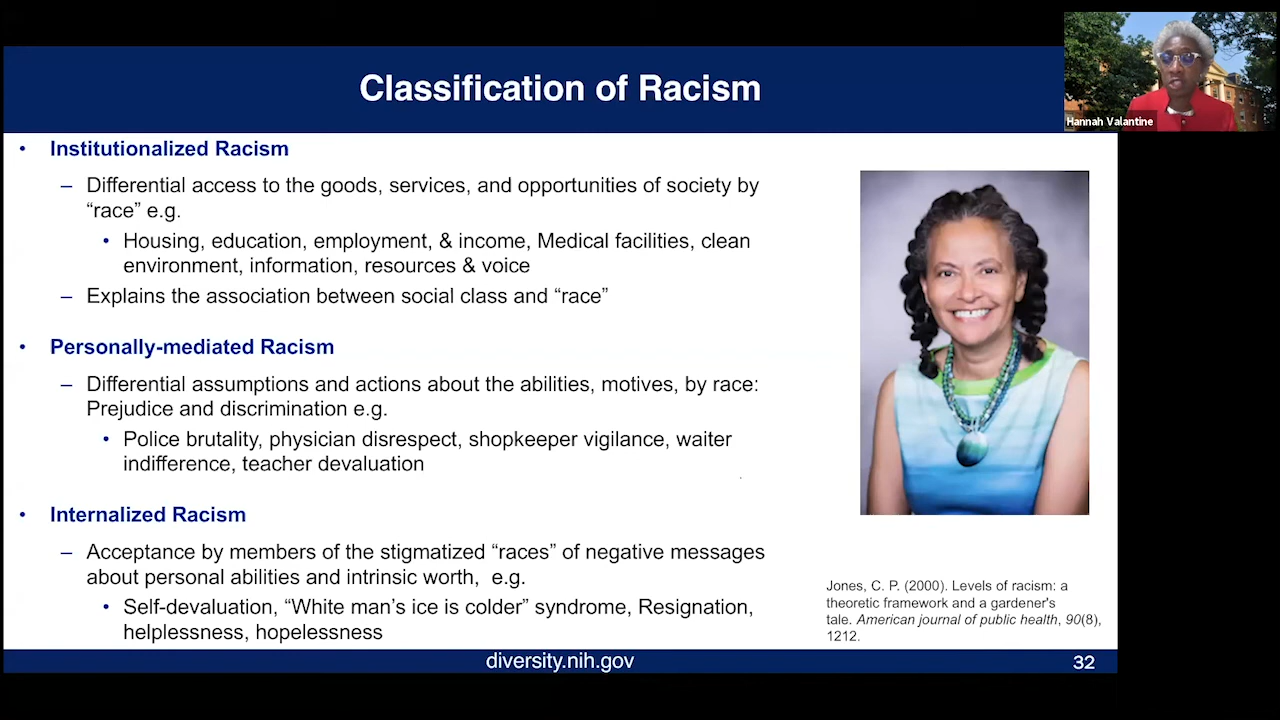 Classification of Racism
Hannah Valantine
• Institutionalized Racism
– Differential access to the goods, services, and opportunities of society by
“race” e.g.
• Housing, education, employment, & income, Medical facilities, clean
environment, information, resources & voice
– Explains the association between social class and “race”
• Personally-mediated Racism
– Differential assumptions and actions about the abilities, motives, by race:
Prejudice and discrimination e.g.
• Police brutality, physician disrespect, shopkeeper vigilance, waiter
indifference, teacher devaluation
• Internalized Racism
– Acceptance by members of the stigmatized “races” of negative messages
about personal abilities and intrinsic worth, e.g.
• Self-devaluation, “White man’s ice is colder” syndrome, Resignation,
helplessness, hopelessness
Jones, C. P. (2000). Levels of racism: a
theoretic framework and a gardener's
tale. American journal of public health, 90(8),
1212.
diversity.nih.gov
32